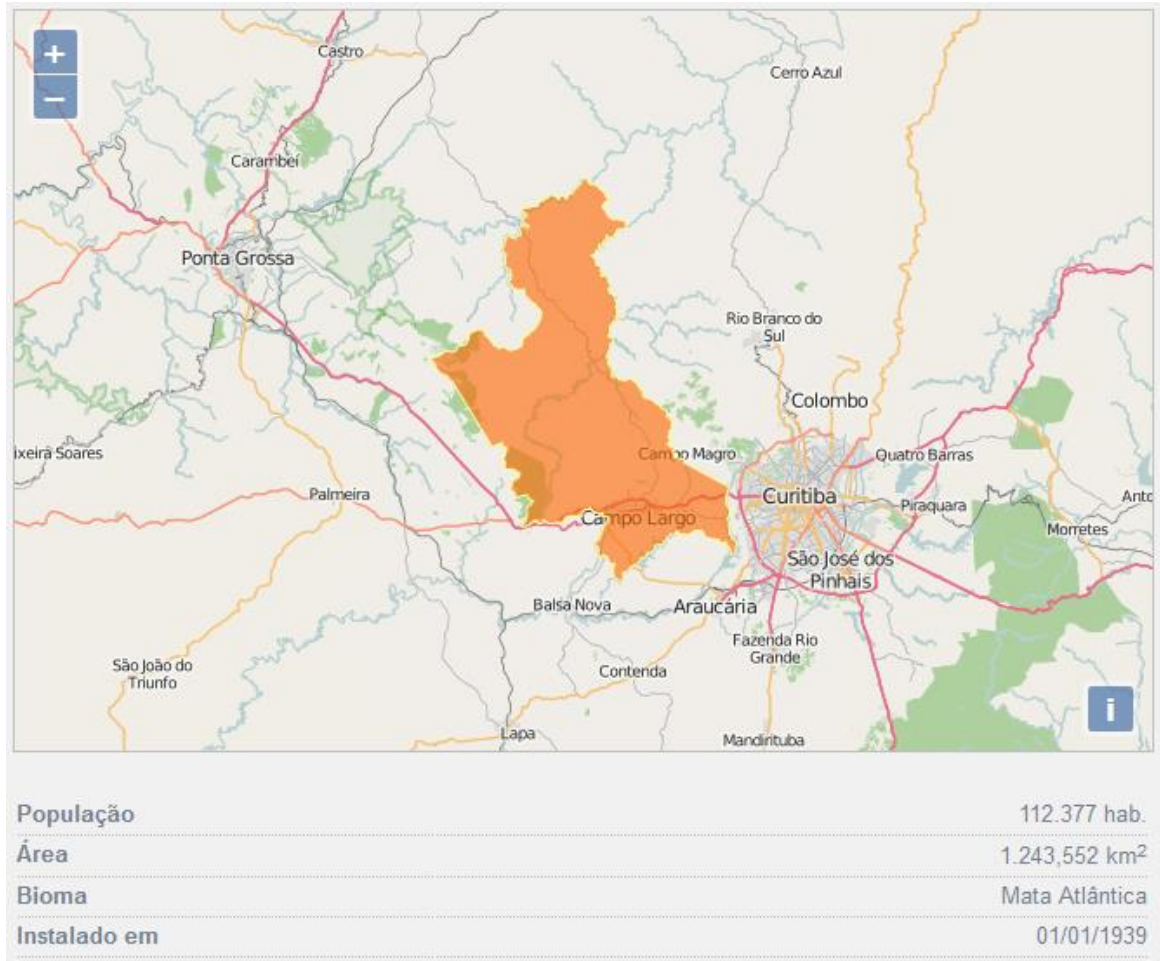 +
−
Castro
Cerro Azul
Carambeí
Ponta Grossa
Rio Branco do
Sul
Colombo
ixeira Soares
Campo Magro
Quatro Barras
Palmeira
Curitiba
Piraquara
Anto
Campo Largo
Morretes
São José dos
Pinhais
Balsa Nova
Araucária
Fazenda Rio
Grande
São João do
Triunfo
Contenda
i
Lapa
Mandirituba
População 112.377 hab.
Área 1.243,552 km²
Bioma Mata Atlântica
Instalado em 01/01/1939